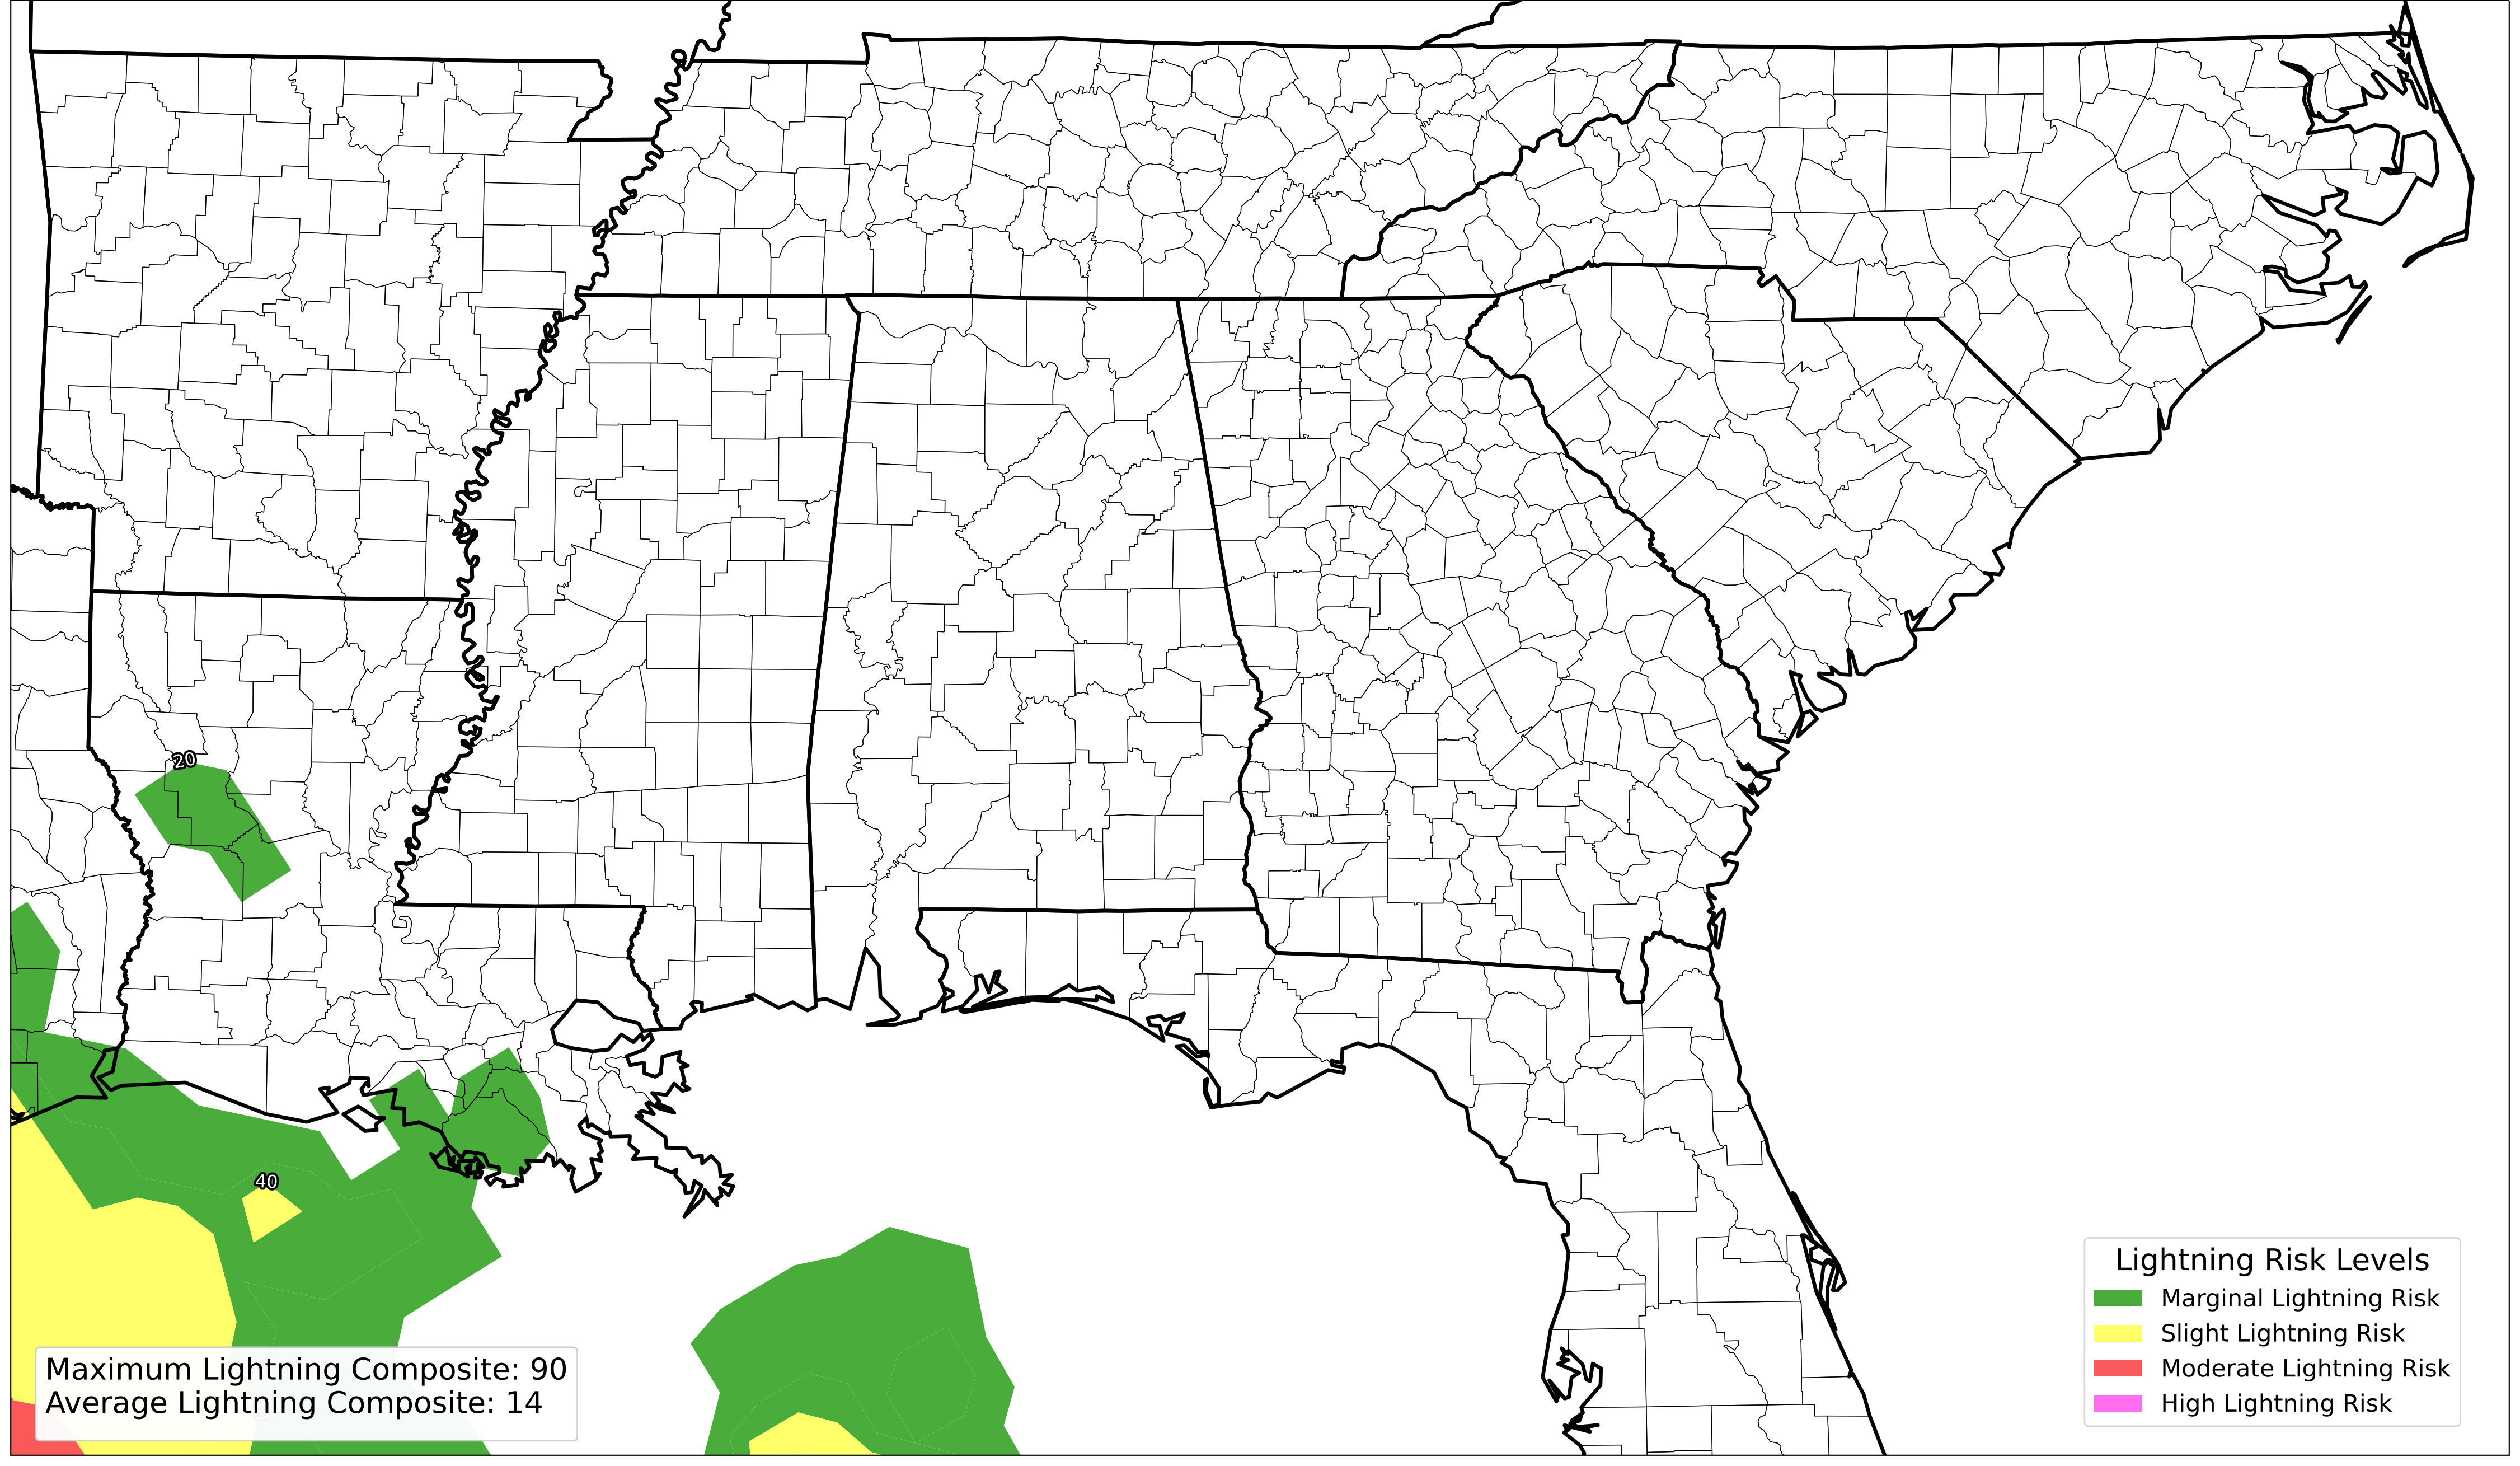 20
40
Maximum Lightning Composite: 90
Average Lightning Composite: 14
Lightning Risk Levels
Marginal Lightning Risk
Slight Lightning Risk
Moderate Lightning Risk
High Lightning Risk